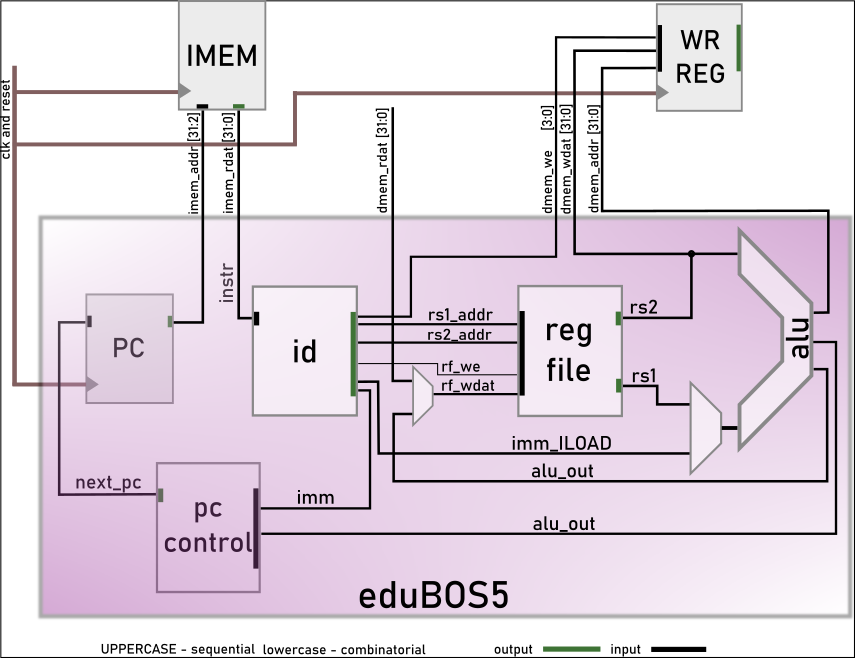 IMEM
WR
REG
clk and reset
imem_addr [31:2]
imem_rdat [31:0]
dmem_rdat [31:0]
dmem_we [3:0]
dmem_wdat [31:0]
dmem_addr [31:0]
instr
PC
id
rs1_addr
rs2_addr
rf_we
rf_wdat
reg
file
rs2
rs1
alu
imm_ILOAD
alu_out
next_pc
pc
control
imm
alu_out
eduBOS5
UPPERCASE - sequential lowercase - combinatorial output input